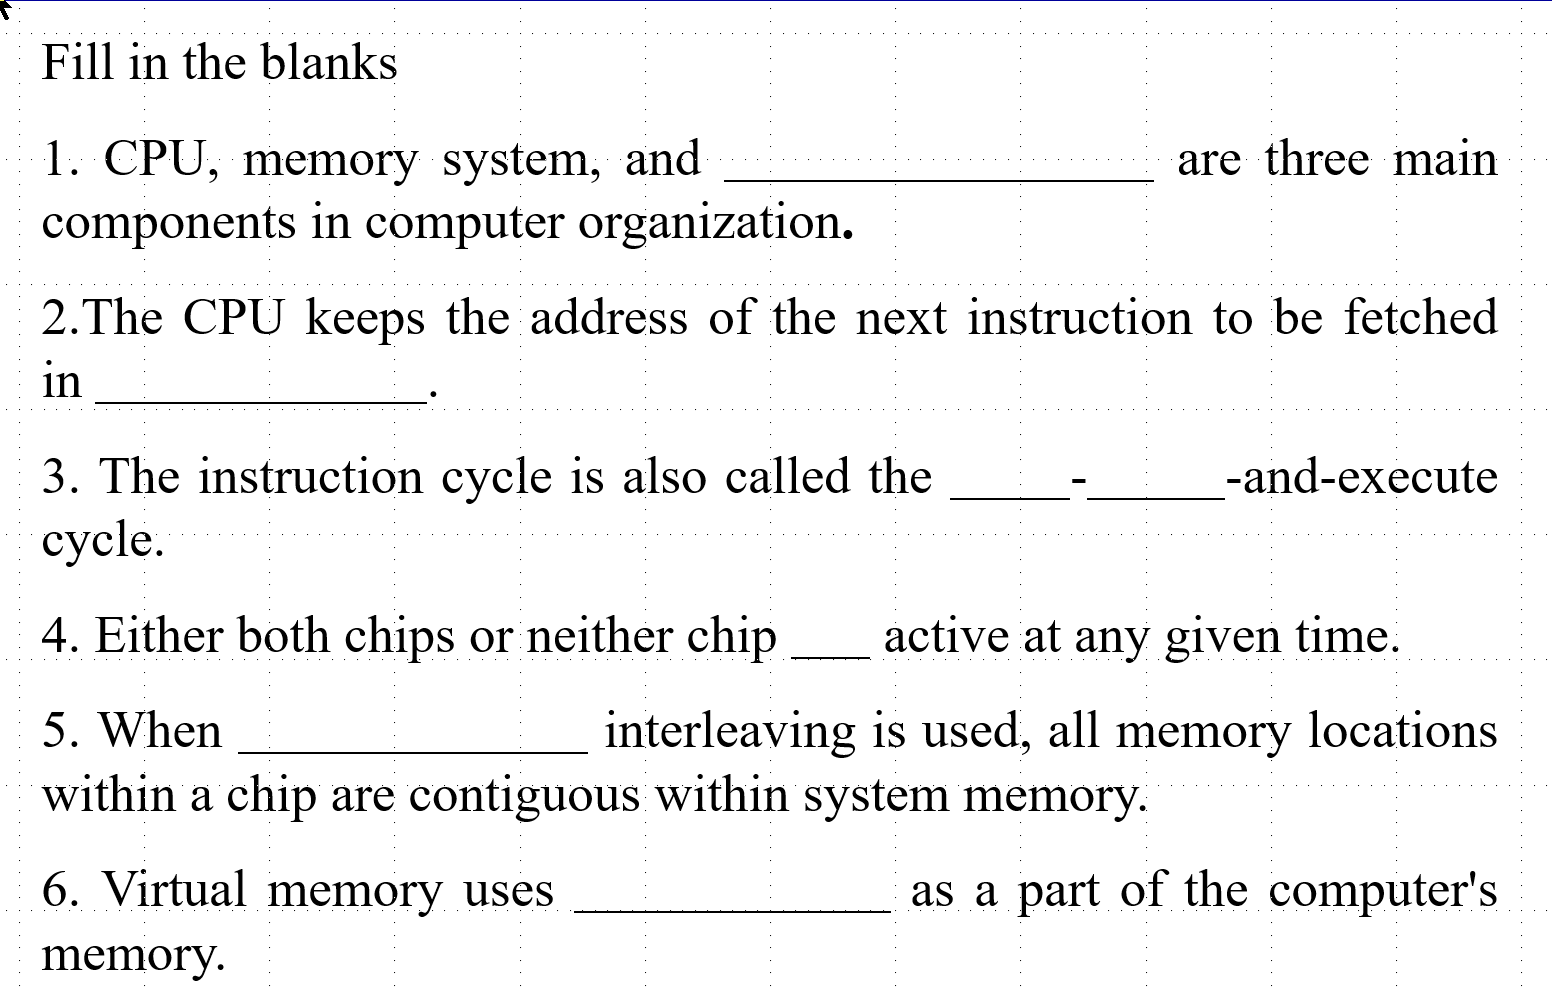 Fill in the blanks
1. CPU, memory system, and _________________ are three main
components in computer organization.
2.The CPU keeps the address of the next instruction to be fetched
in _____________.
3. The instruction cycle is also called the _____-_____-and-execute
cycle.
4. Either both chips or neither chip ___ active at any given time.
5. When ______________ interleaving is used, all memory locations
within a chip are contiguous within system memory.
6. Virtual memory uses ____________ as a part of the computer's
memory.